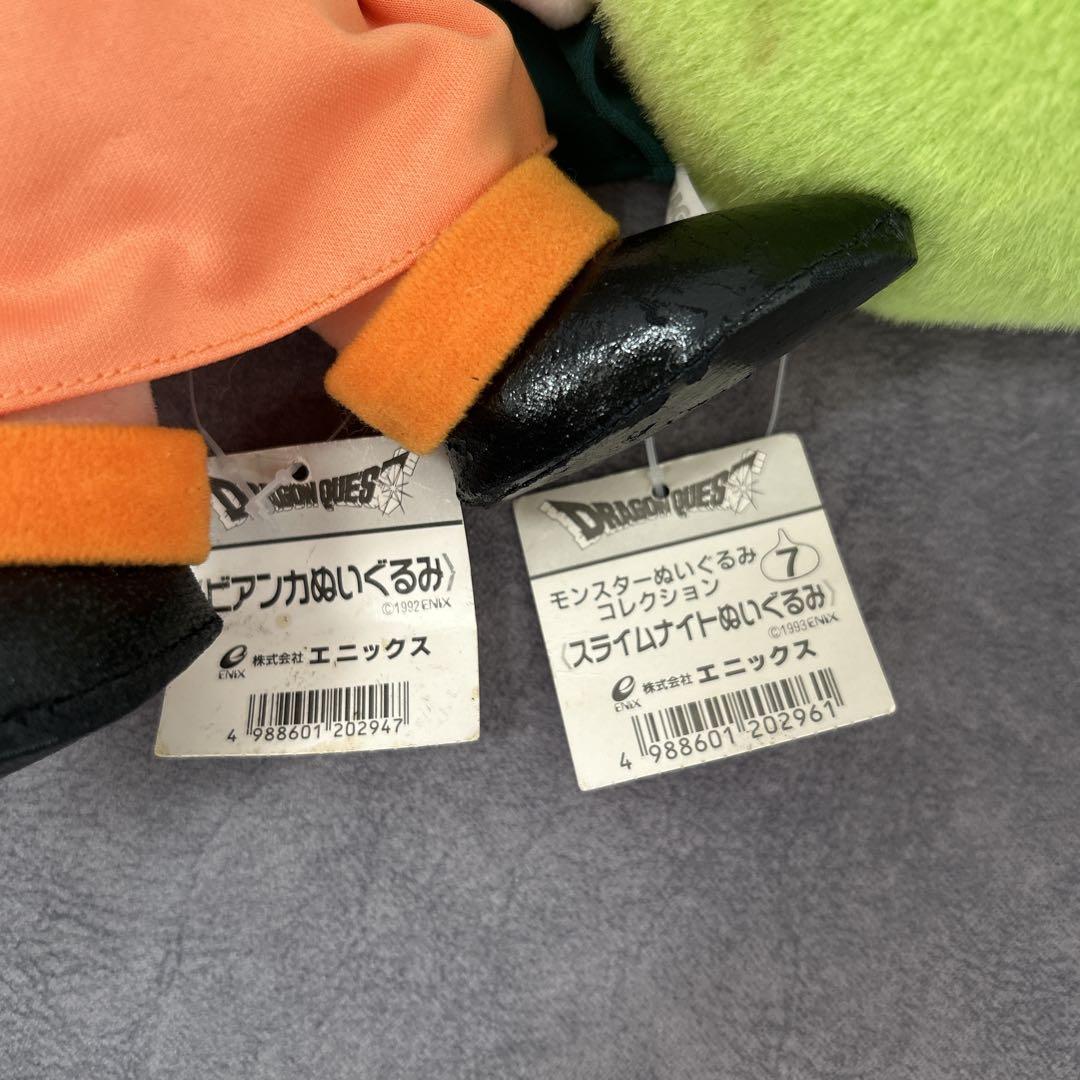 DRAGON QUEST
ビアンカぬいぐるみ〉
©1992 ENIX
ENIX 株式会社 エニックス
4 988601 202947
DRAGON QUEST
モンスターぬいぐるみ
コレクション
7
〈スライムナイトぬいぐるみ〉
©1993 ENIX
ENIX 株式会社 エニックス
4 988601 202961